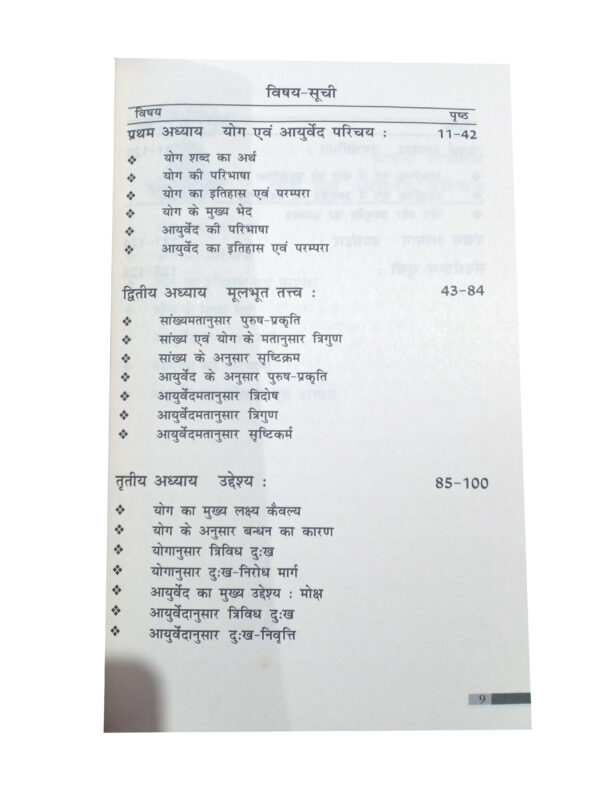 विषय-सूची
विषय पृष्ठ
प्रथम अध्याय योग एवं आयुर्वेद परिचय : 11-42
❖ योग शब्द का अर्थ
❖ योग की परिभाषा
❖ योग का इतिहास एवं परम्परा
❖ योग के मुख्य भेद
❖ आयुर्वेद की परिभाषा
❖ आयुर्वेद का इतिहास एवं परम्परा
द्वितीय अध्याय मूलभूत तत्त्व : 43-84
❖ सांख्यमतानुसार पुरुष-प्रकृति
❖ सांख्य एवं योग के मतानुसार त्रिगुण
❖ सांख्य के अनुसार सृष्टिक्रम
❖ आयुर्वेद के अनुसार पुरुष-प्रकृति
❖ आयुर्वेदमतानुसार त्रिदोष
❖ आयुर्वेदमतानुसार त्रिगुण
❖ आयुर्वेदमतानुसार सृष्टिकर्म
तृतीय अध्याय उद्देश्य : 85-100
❖ योग का मुख्य लक्ष्य कैवल्य
❖ योग के अनुसार बन्धन का कारण
❖ योगानुसार त्रिविध दुःख
❖ योगानुसार दुःख-निरोध मार्ग
❖ आयुर्वेद का मुख्य उद्देश्य : मोक्ष
❖ आयुर्वेदानुसार त्रिविध दुःख
❖ आयुर्वेदानुसार दुःख-निवृत्ति
9